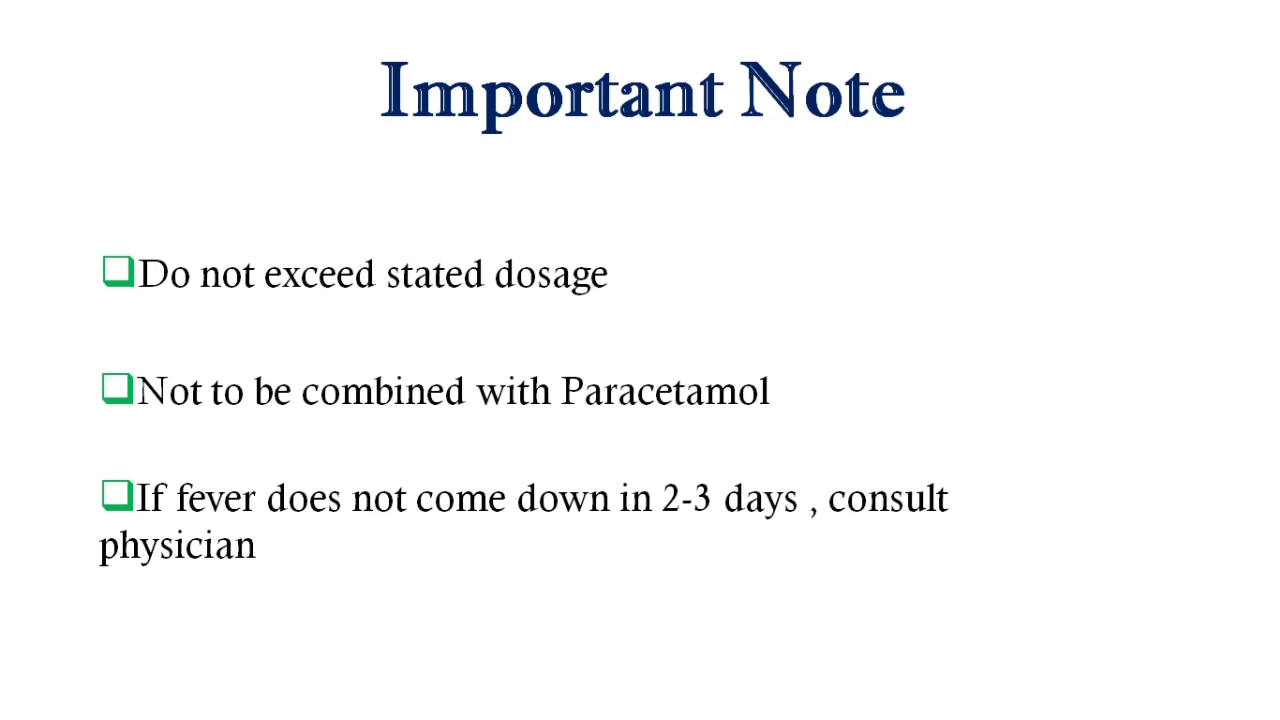 Important Note
Do not exceed stated dosage
Not to be combined with Paracetamol
If fever does not come down in 2-3 days , consult
physician